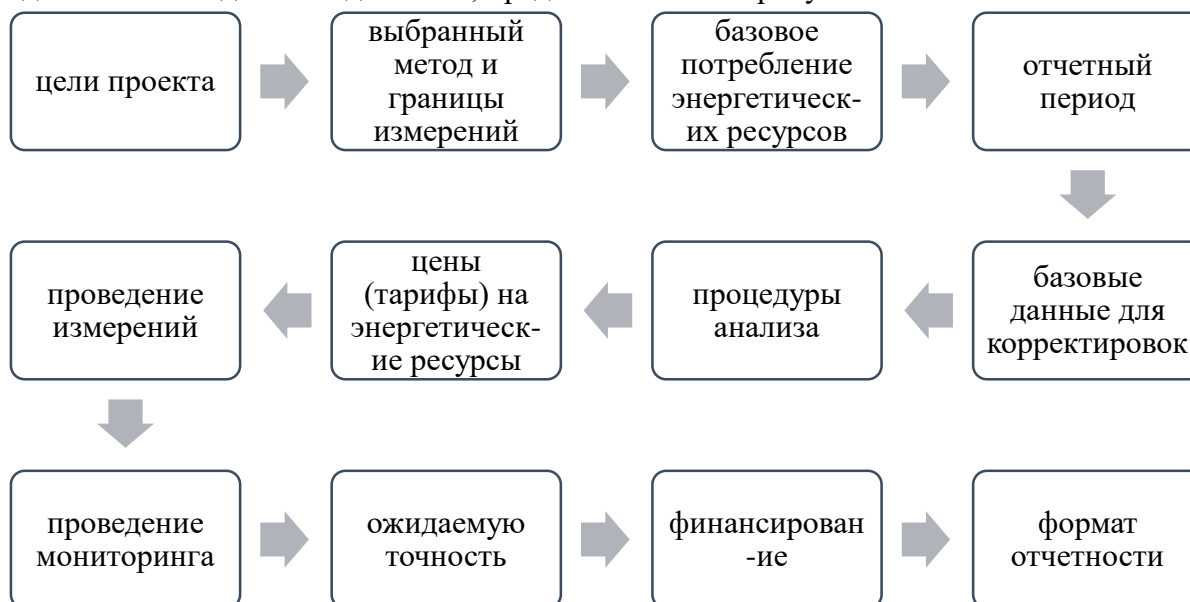 цели проекта
выбранный
метод и
границы
измерений
базовое
потребление
энергетическ-
их ресурсов
отчетный
период
базовые
данные для
корректировок
процедуры
анализа
цены
(тарифы) на
энергетическ-
ие ресурсы
проведение
измерений
проведение
мониторинга
ожидаемую
точность
финансирован
-ие
формат
отчетности